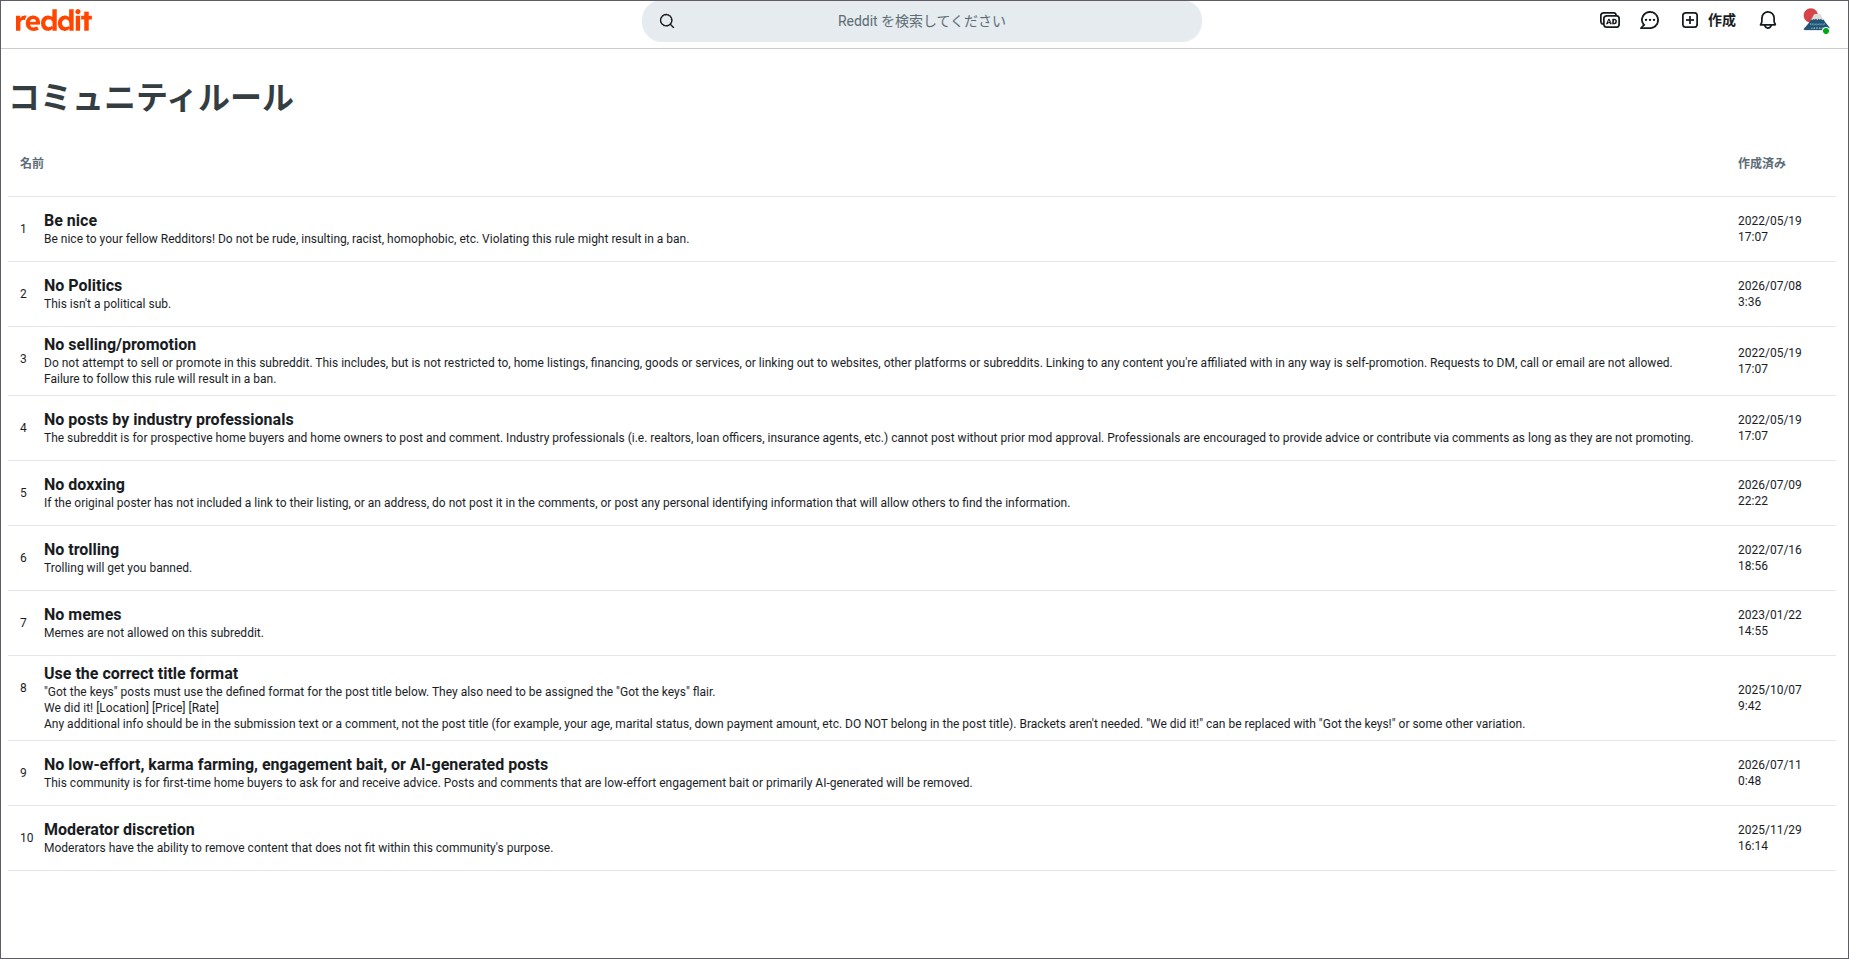 reddit
Reddit を検索してください
AD
作成
コミュニティルール
名前
作成済み
1
Be nice
Be nice to your fellow Redditors! Do not be rude, insulting, racist, homophobic, etc. Violating this rule might result in a ban.
2022/05/19
17:07
2
No Politics
This isn't a political sub.
2026/07/08
3:36
3
No selling/promotion
Do not attempt to sell or promote in this subreddit. This includes, but is not restricted to, home listings, financing, goods or services, or linking out to websites, other platforms or subreddits. Linking to any content you're affiliated with in any way is self-promotion. Requests to DM, call or email are not allowed.
Failure to follow this rule will result in a ban.
2022/05/19
17:07
4
No posts by industry professionals
The subreddit is for prospective home buyers and home owners to post and comment. Industry professionals (i.e. realtors, loan officers, insurance agents, etc.) cannot post without prior mod approval. Professionals are encouraged to provide advice or contribute via comments as long as they are not promoting.
2022/05/19
17:07
5
No doxxing
If the original poster has not included a link to their listing, or an address, do not post it in the comments, or post any personal identifying information that will allow others to find the information.
2026/07/09
22:22
6
No trolling
Trolling will get you banned.
2022/07/16
18:56
7
No memes
Memes are not allowed on this subreddit.
2023/01/22
14:55
8
Use the correct title format
"Got the keys" posts must use the defined format for the post title below. They also need to be assigned the "Got the keys" flair.
We did it! [Location] [Price] [Rate]
Any additional info should be in the submission text or a comment, not the post title (for example, your age, marital status, down payment amount, etc. DO NOT belong in the post title). Brackets aren't needed. "We did it!" can be replaced with "Got the keys!" or some other variation.
2025/10/07
9:42
9
No low-effort, karma farming, engagement bait, or AI-generated posts
This community is for first-time home buyers to ask for and receive advice. Posts and comments that are low-effort engagement bait or primarily AI-generated will be removed.
2026/07/11
0:48
10
Moderator discretion
Moderators have the ability to remove content that does not fit within this community's purpose.
2025/11/29
16:14